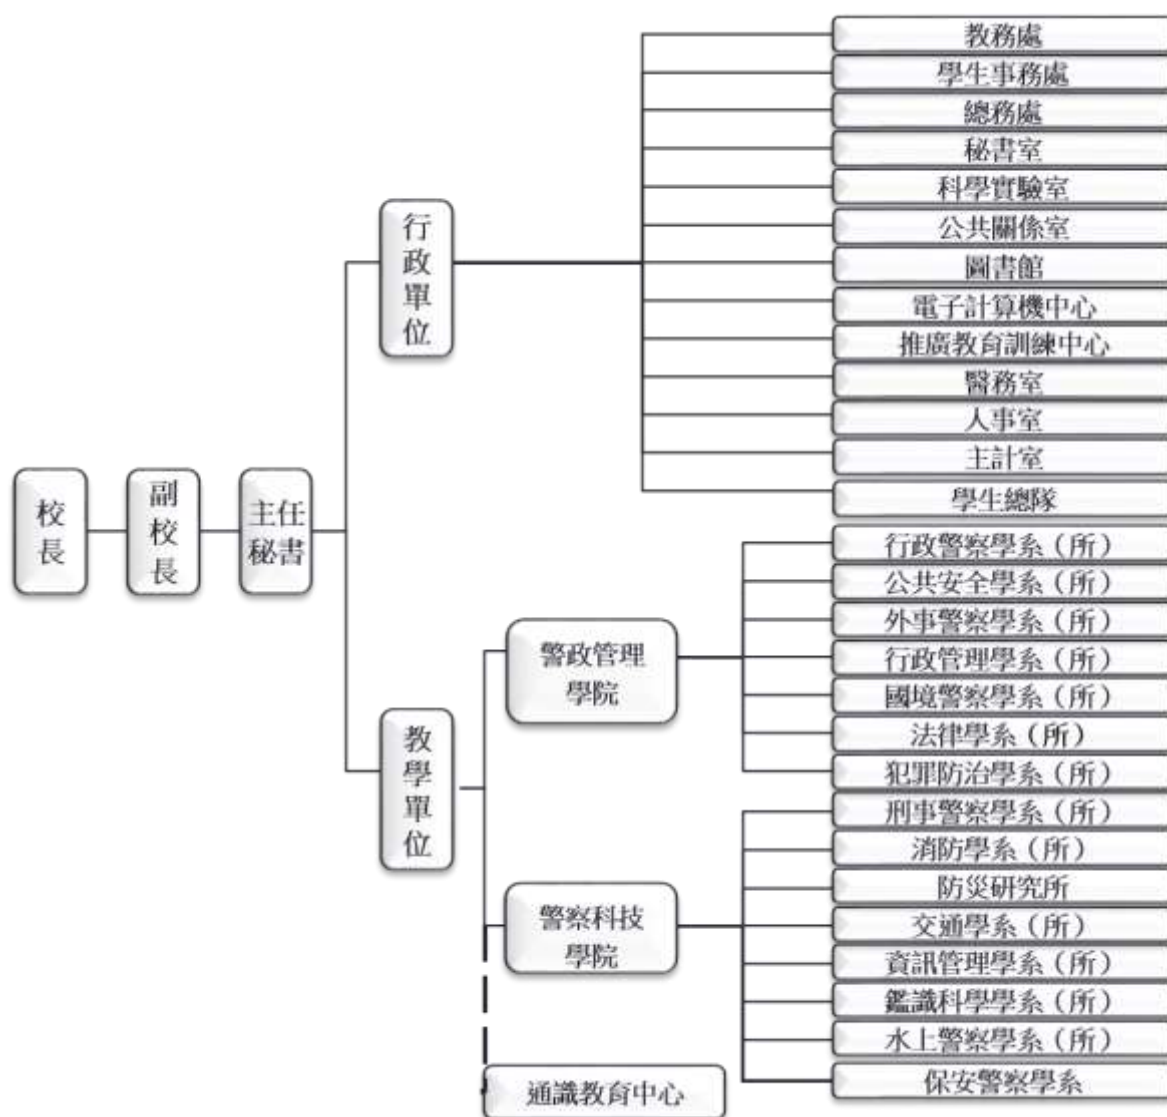 校長
副校長
主任
秘書
行政單位
教務處
學生事務處
總務處
秘書室
科學實驗室
公共關係室
圖書館
電子計算機中心
推廣教育訓練中心
醫務室
人事室
主計室
學生總隊
教學單位
警政管理
學院
行政警察學系（所）
公共安全學系（所）
外事警察學系（所）
行政管理學系（所）
國境警察學系（所）
法律學系（所）
犯罪防治學系（所）
警察科技
學院
刑事警察學系（所）
消防學系（所）
防災研究所
交通學系（所）
資訊管理學系（所）
鑑識科學學系（所）
水上警察學系（所）
保安警察學系
通識教育中心